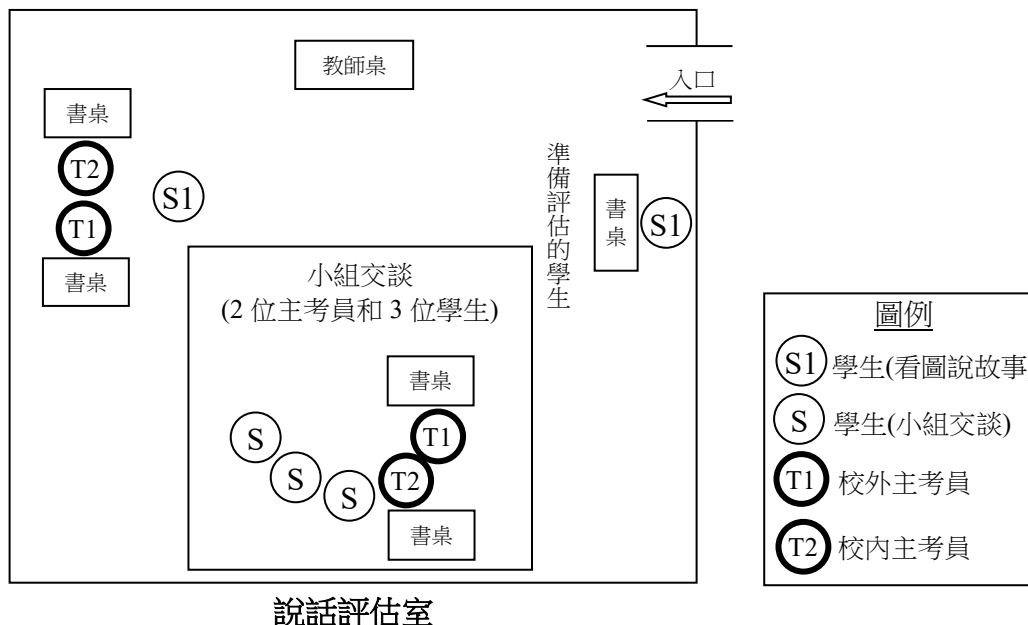 教師桌
入口
書桌
T2
S1
T1
書桌
準備評估的學生
書桌
S1
小組交談
(2 位主考員和 3 位學生)
書桌
S
T1
S
S
T2
書桌
說話評估室
圖例
S1 學生(看圖說故事
S 學生(小組交談)
T1 校外主考員
T2 校內主考員